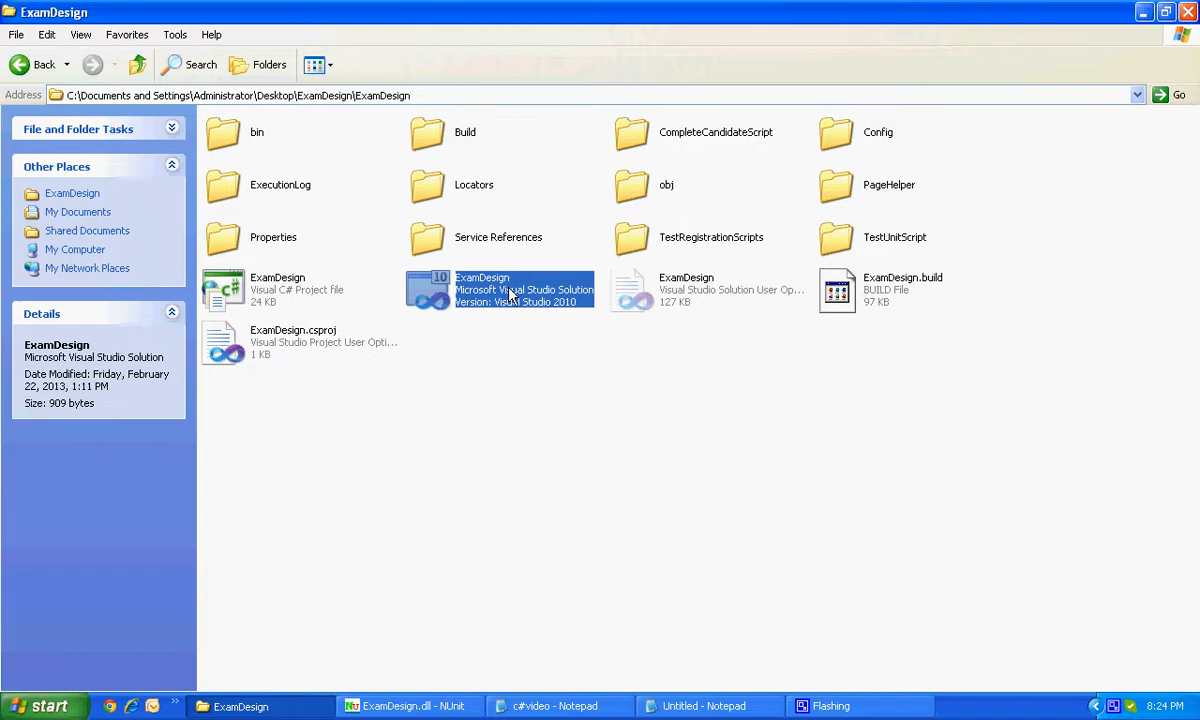 ExamDesign
File Edit View Favorites Tools Help
Back Search Folders
Address C:\Documents and Settings\Administrator\Desktop\ExamDesign\ExamDesign Go
File and Folder Tasks
Other Places
ExamDesign
My Documents
Shared Documents
My Computer
My Network Places
Details
ExamDesign
Microsoft Visual Studio Solution
Date Modified: Friday, February
22, 2013, 1:11 PM
Size: 909 bytes
bin Build CompleteCandidateScript Config
ExecutionLog Locators obj PageHelper
Properties Service References TestRegistrationScripts TestUnitScript
ExamDesign
Visual C# Project file
24 KB
10
ExamDesign
Microsoft Visual Studio Solution
Version: Visual Studio 2010
ExamDesign
Visual Studio Solution User Op...
127 KB
ExamDesign.build
BUILD File
97 KB
ExamDesign.csproj
Visual Studio Project User Opti...
1 KB
start ExamDesign ExamDesign.dll - NUnit c#video - Notepad Untitled - Notepad Flashing 8:24 PM